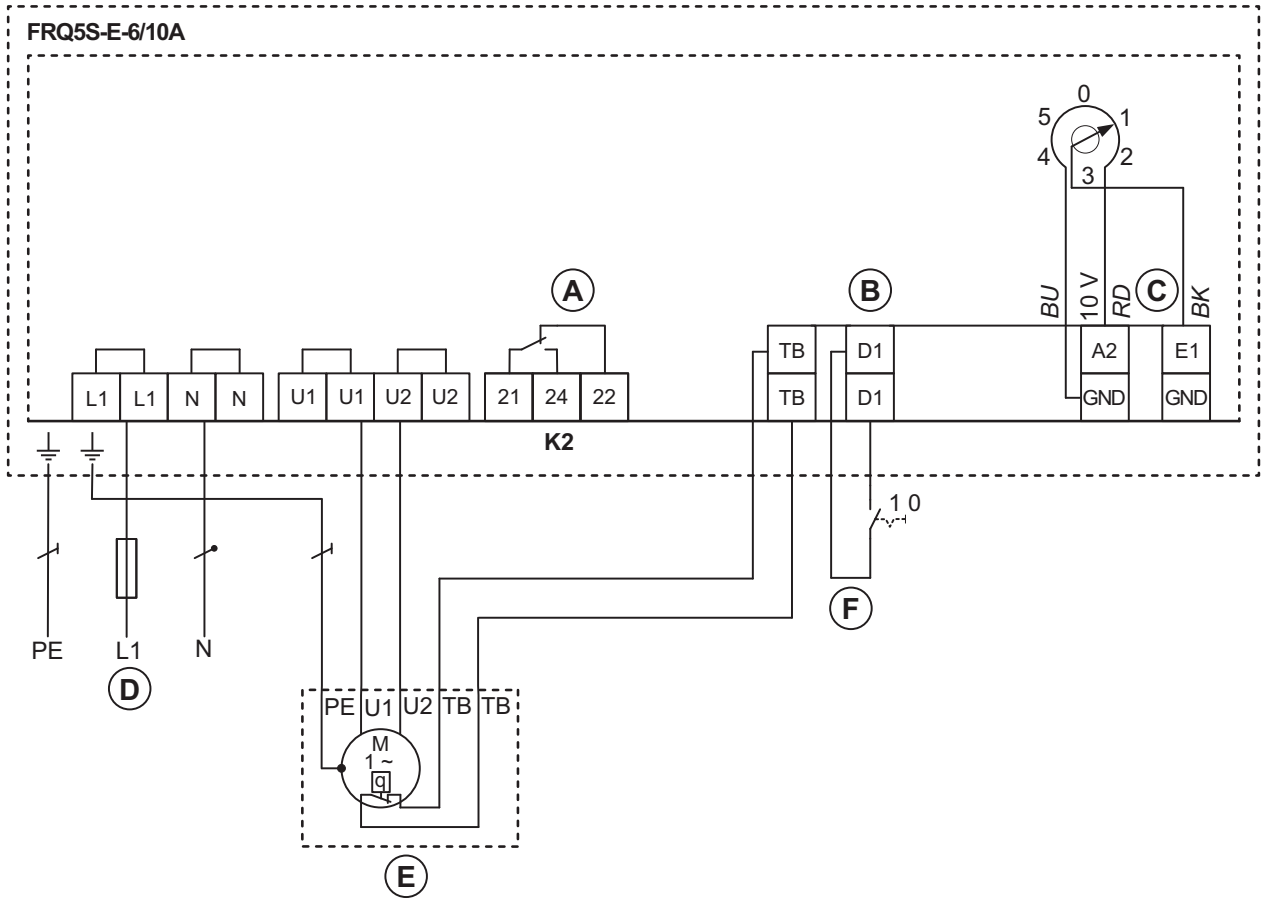 FRQ5S-E-6/10A
0
5 1
4 2
3
A
B
BU 10 V RD C BK
TB D1 A2 E1
L1 L1 N N U1 U1 U2 U2 21 24 22 TB D1 GND GND
K2
1 0
F
PE L1 N
D
PE U1 U2 TB TB
M
1 ~
q
E